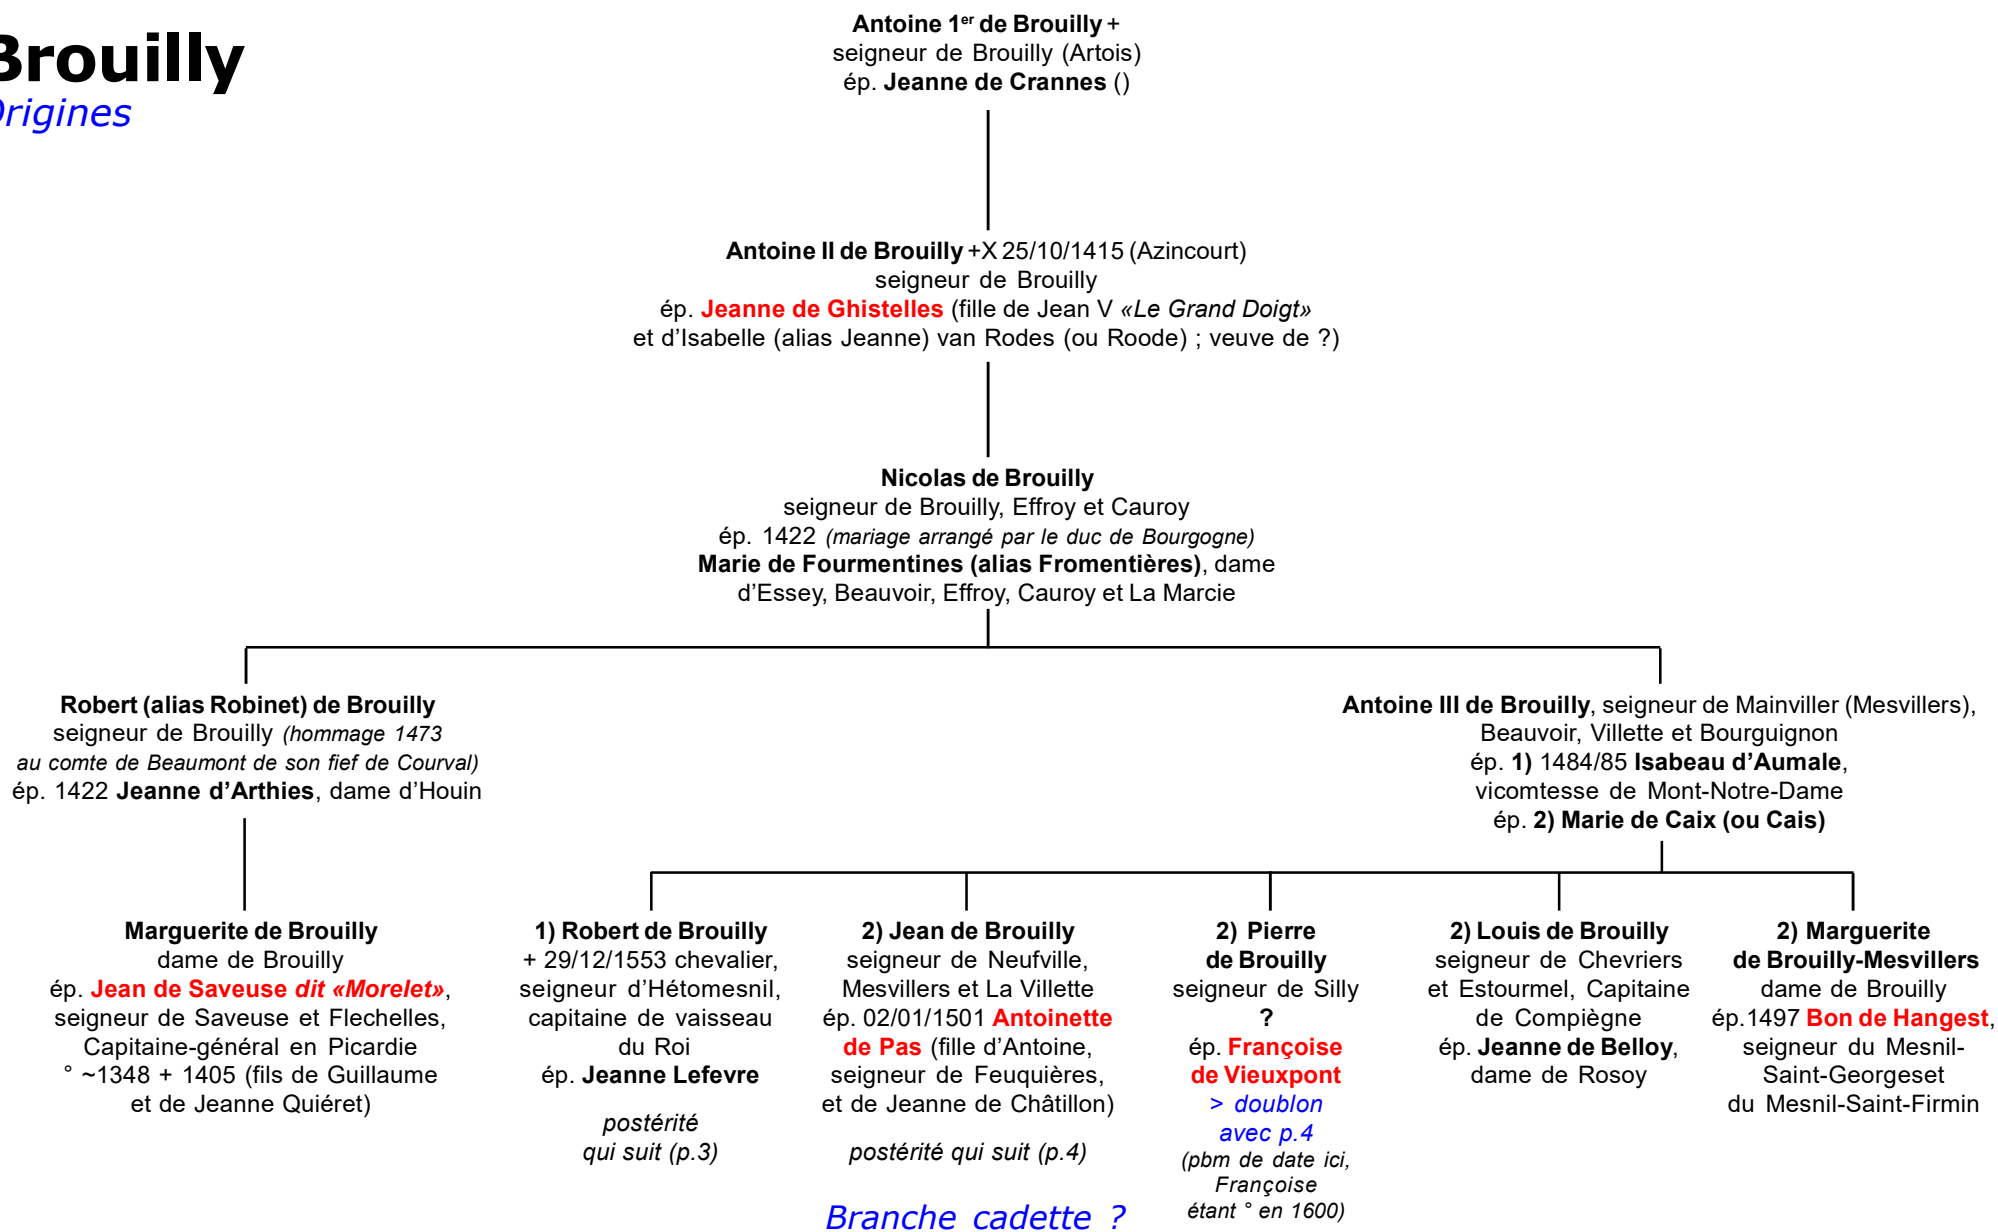 Brouilly
Origines
Antoine 1er de Brouilly +
seigneur de Brouilly (Artois)
ép. Jeanne de Crannes ()
Antoine II de Brouilly +X 25/10/1415 (Azincourt)
seigneur de Brouilly
ép. Jeanne de Ghistelles (fille de Jean V «Le Grand Doigt»
et d’Isabelle (alias Jeanne) van Rodes (ou Roode) ; veuve de ?)
Nicolas de Brouilly
seigneur de Brouilly, Effroy et Cauroy
ép. 1422 (mariage arrangé par le duc de Bourgogne)
Marie de Fourmentines (alias Fromentières), dame
d’Essey, Beauvoir, Effroy, Cauroy et La Marcie
Robert (alias Robinet) de Brouilly
seigneur de Brouilly (hommage 1473
au comte de Beaumont de son fief de Courval)
ép. 1422 Jeanne d’Arthies, dame d’Houin
Antoine III de Brouilly, seigneur de Mainviller (Mesvillers),
Beauvoir, Villette et Bourguignon
ép. 1) 1484/85 Isabeau d’Aumale,
vicomtesse de Mont-Notre-Dame
ép. 2) Marie de Caix (ou Cais)
Marguerite de Brouilly
dame de Brouilly
ép. Jean de Saveuse dit «Morelet»,
seigneur de Saveuse et Flechelles,
Capitaine-général en Picardie
° ~1348 + 1405 (fils de Guillaume
et de Jeanne Quiéret)
1) Robert de Brouilly
+ 29/12/1553 chevalier,
seigneur d’Hétomesnil,
capitaine de vaisseau
du Roi
ép. Jeanne Lefevre
postérité
qui suit (p.3)
2) Jean de Brouilly
seigneur de Neufville,
Mesvillers et La Villette
ép. 02/01/1501 Antoinette
de Pas (fille d’Antoine,
seigneur de Feuquières,
et de Jeanne de Châtillon)
postérité qui suit (p.4)
2) Pierre
de Brouilly
seigneur de Silly
?
ép. Françoise
de Vieuxpont
> doublon
avec p.4
(pbm de date ici,
Françoise
étant ° en 1600)
2) Louis de Brouilly
seigneur de Chevriers
et Estourmel, Capitaine
de Compiègne
ép. Jeanne de Belloy,
dame de Rosoy
2) Marguerite
de Brouilly-Mesvillers
dame de Brouilly
ép.1497 Bon de Hangest,
seigneur du Mesnil-
Saint-Georgeset
du Mesnil-Saint-Firmin
Branche cadette ?